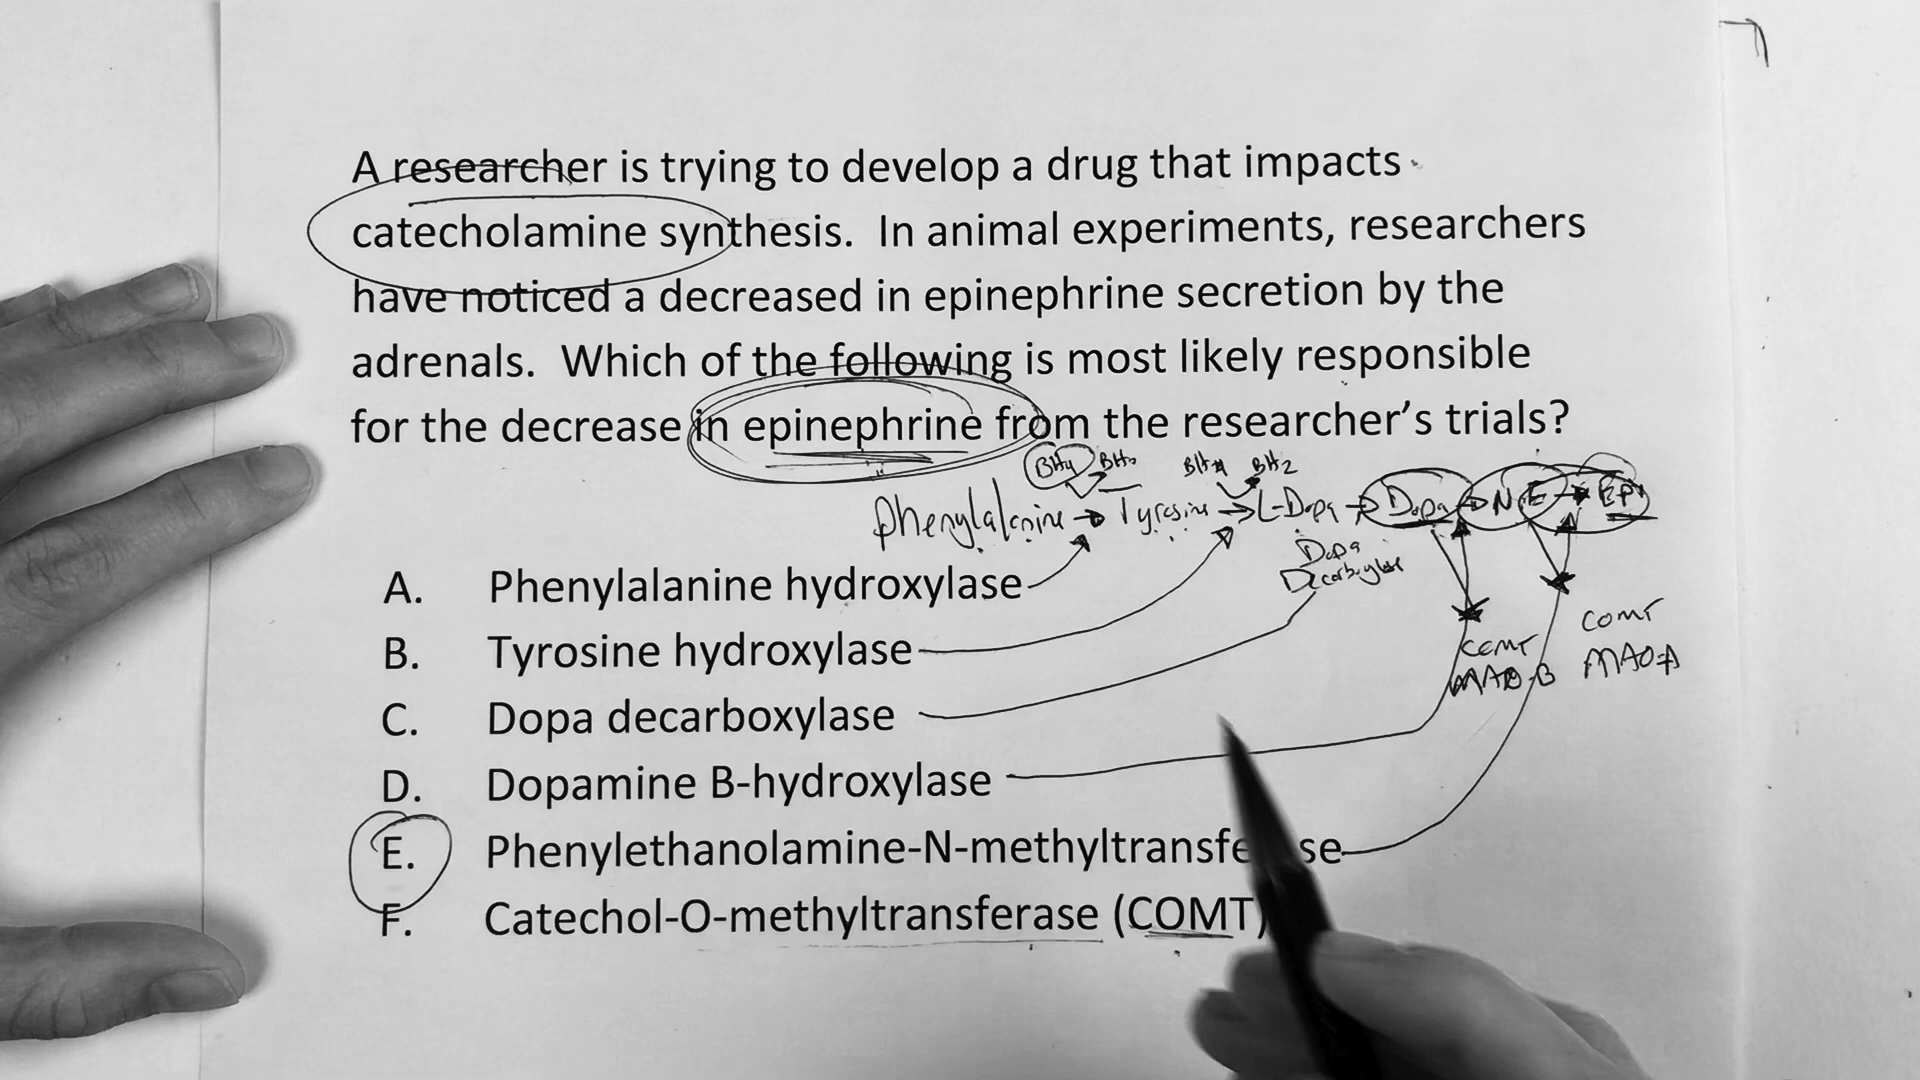 A researcher is trying to develop a drug that impacts
catecholamine synthesis. In animal experiments, researchers
have noticed a decreased in epinephrine secretion by the
adrenals. Which of the following is most likely responsible
for the decrease in epinephrine from the researcher's trials?
BH4 BH2 BH4 BH2
Phenylalanine → Tyrosine → L-Dopa → Dopa → NE → Epi
Dopa
Decarboxylase
A. Phenylalanine hydroxylase
COMT
COMT
B. Tyrosine hydroxylase
MAO-A
MAO-B
C. Dopa decarboxylase
D. Dopamine B-hydroxylase
E. Phenylethanolamine-N-methyltransfe se
F. Catechol-O-methyltransferase (COMT)